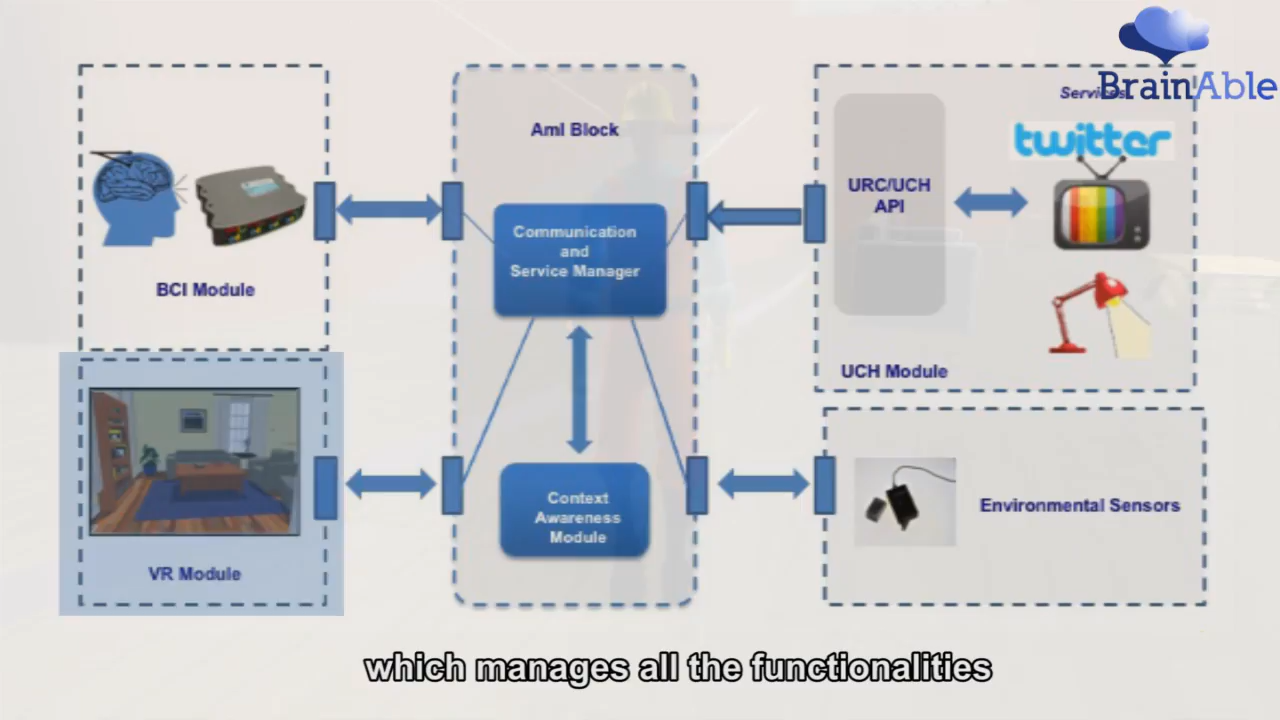 BrainAble
Services
twitter
AmI Block
URC/UCH
API
Communication
and
Service Manager
BCI Module
UCH Module
Context
Awareness
Module
Environmental Sensors
VR Module
which manages all the functionalities